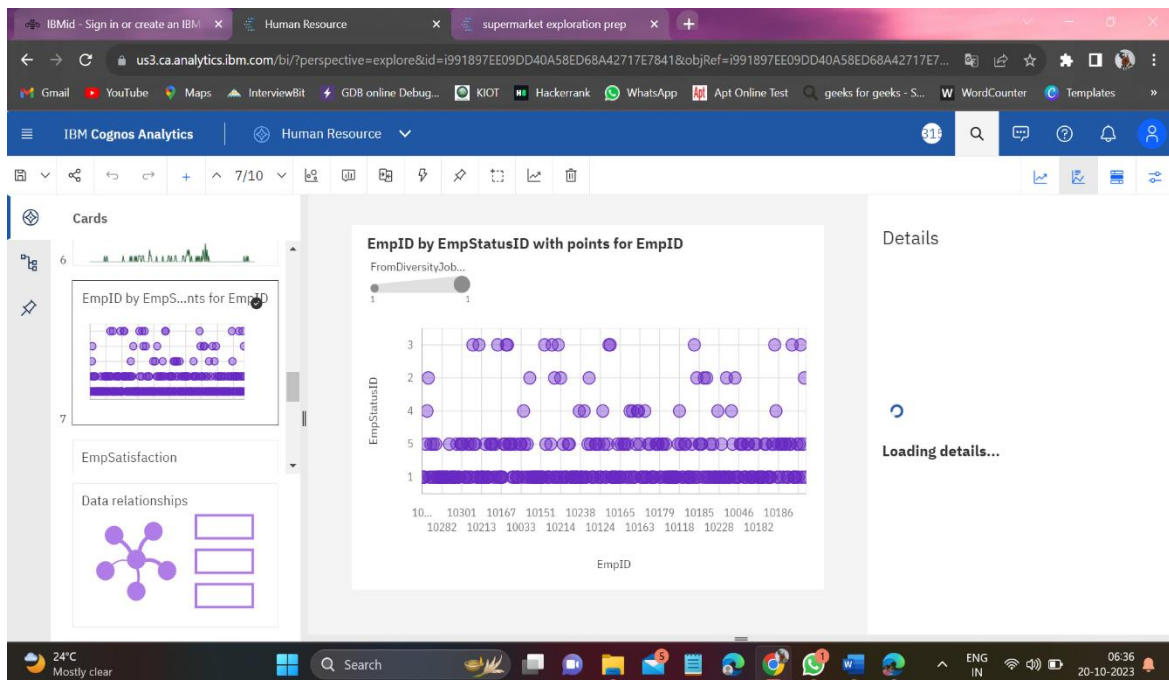 IBMid - Sign in or create an IBM
Human Resource
supermarket exploration prep
us3.ca.analytics.ibm.com/bi/?perspective=explore&id=i991897EE09DD40A58ED68A42717E7841&objRef=i991897EE09DD40A58ED68A42717E7...
Gmail YouTube Maps InterviewBit GDB online Debug... KIOT Hackerrank WhatsApp Apt Online Test geeks for geeks - S... WordCounter Templates »
IBM Cognos Analytics Human Resource
7/10
Cards
6
EmpID by EmpS...nts for EmpID
7
EmpSatisfaction
Data relationships
EmpID by EmpStatusID with points for EmpID
FromDiversityJob...
1 1
EmpStatusID
3
2
4
5
1
10... 10301 10167 10151 10238 10165 10179 10185 10046 10186
10282 10213 10033 10214 10124 10163 10118 10228 10182
EmpID
Details
Loading details...
24°C
Mostly clear
Search
5
1
ENG
IN
06:36
20-10-2023